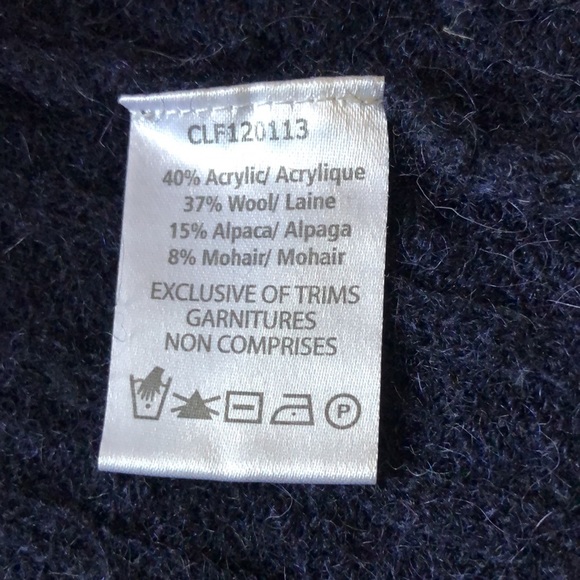 CLF120113
40% Acrylic/ Acrylique
37% Wool/ Laine
15% Alpaca/ Alpaga
8% Mohair/ Mohair
EXCLUSIVE OF TRIMS
GARNITURES
NON COMPRISES
P